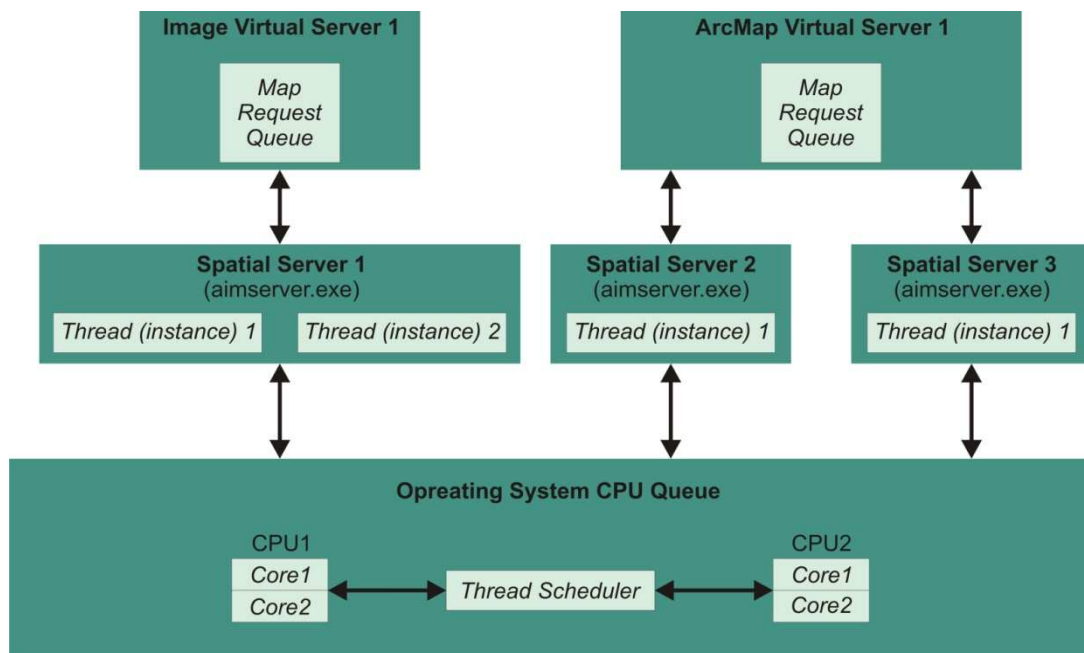 Image Virtual Server 1
Map
Request
Queue
ArcMap Virtual Server 1
Map
Request
Queue
Spatial Server 1
(aimserver.exe)
Thread (instance) 1
Thread (instance) 2
Spatial Server 2
(aimserver.exe)
Thread (instance) 1
Spatial Server 3
(aimserver.exe)
Thread (instance) 1
Opreating System CPU Queue
CPU1
Core1
Core2
Thread Scheduler
CPU2
Core1
Core2